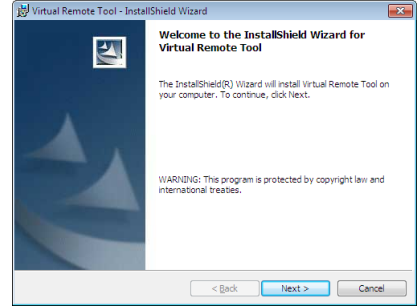 Virtual Remote Tool - InstallShield Wizard
Welcome to the InstallShield Wizard for
Virtual Remote Tool
The InstallShield(R) Wizard will install Virtual Remote Tool on
your computer. To continue, click Next.
WARNING: This program is protected by copyright law and
international treaties.
< Back
Next >
Cancel